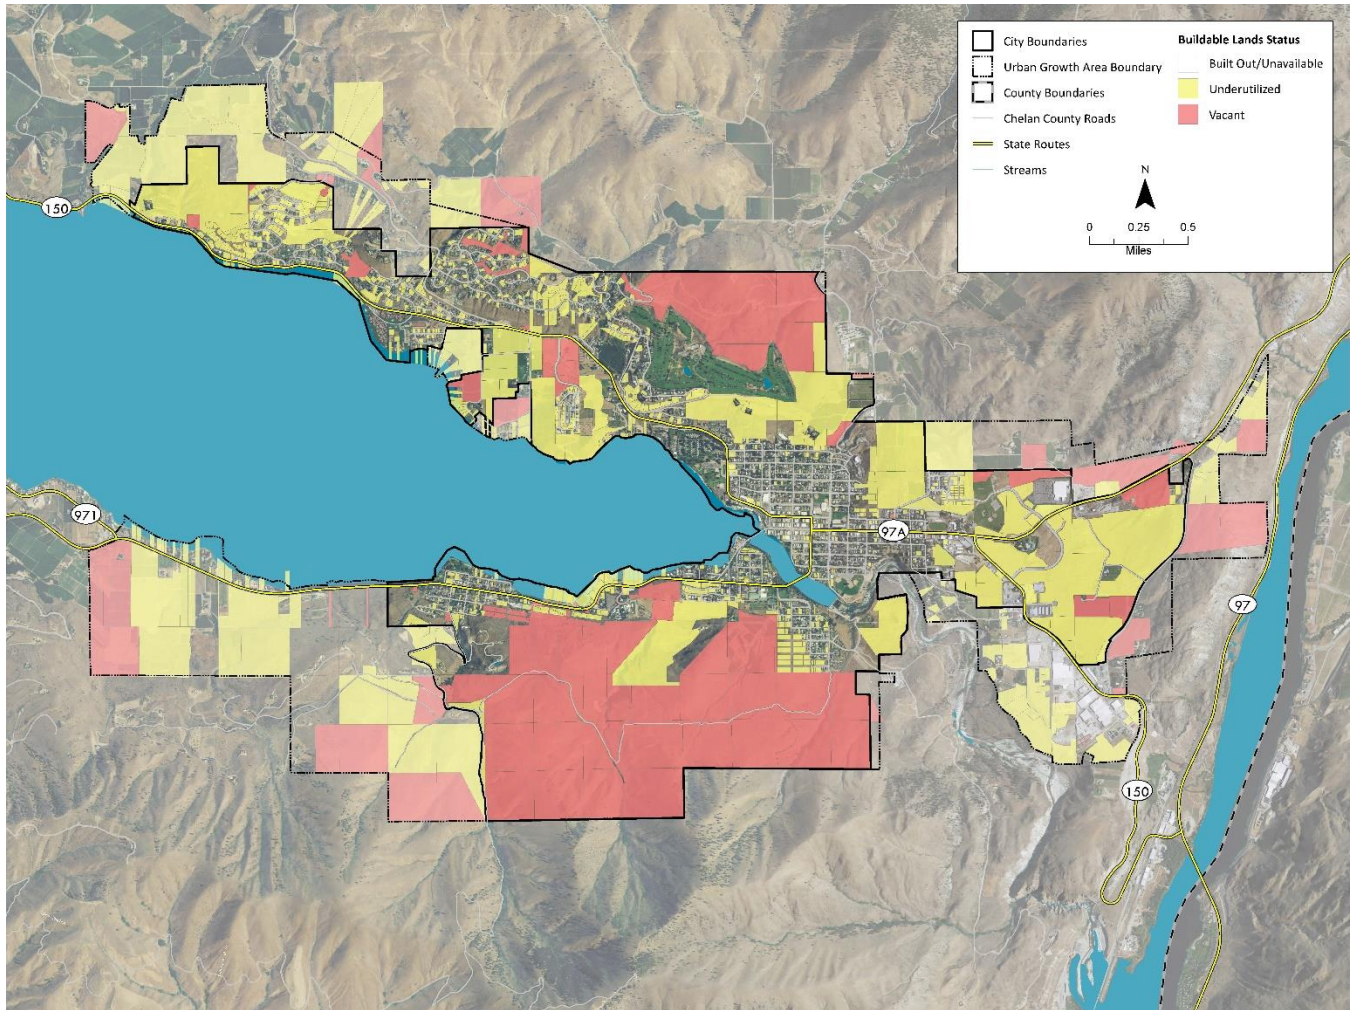 City Boundaries
Urban Growth Area Boundary
County Boundaries
Chelan County Roads
State Routes
Streams
Buildable Lands Status
Built Out/Unavailable
Underutilized
Vacant
N
0 0.25 0.5
Miles
150
971
97A
97
150